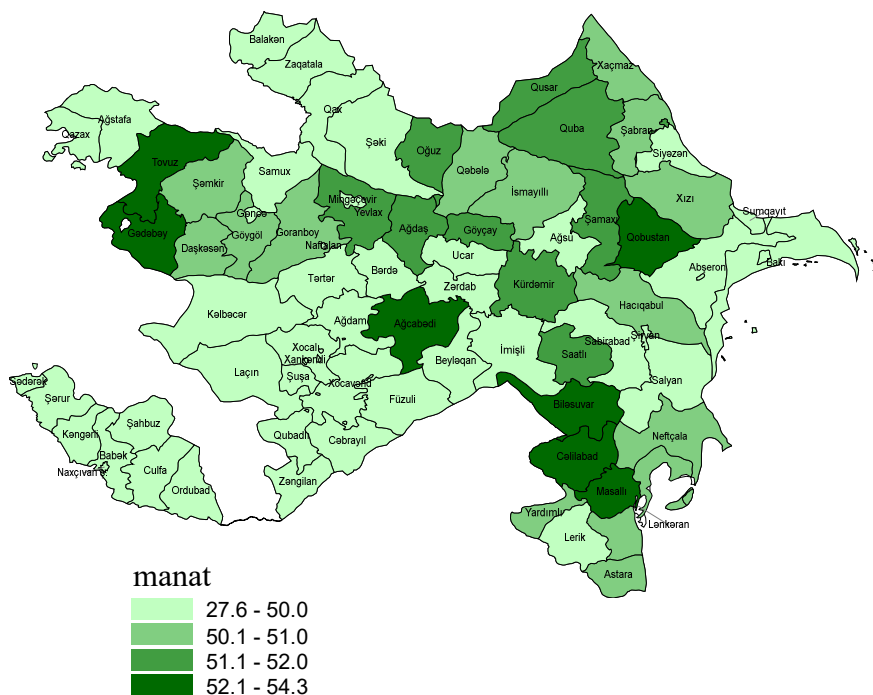 Balakən
Zaqatala
Xaçmaz
Qusar
Qax
Ağstafa
Qazax
Quba
Şabran
Şəki
Oğuz
Siyəzən
Tovuz
Samux
Qəbələ
Şəmkir
İsmayıllı
Xızı
Mingəçevir
Yevlax
Gəncə
Sumqayıt
Şamaxı
Gədəbəy
Goranboy
Ağdaş
Göyçay
Göygöl
Ağsu
Qobustan
Daşkəsən
Naftalan
Ucar
Abşeron
Bakı
Bərdə
Tərtər
Zərdab
Kürdəmir
Hacıqabul
Kəlbəcər
Ağdam
Ağcabədi
Şirvan
Sabirabad
Xocalı
Xankəndi
İmişli
Saatlı
Beyləqan
Laçın
Şuşa
Xocavənd
Salyan
Sədərək
Füzuli
Şərur
Biləsuvar
Şahbuz
Kəngərli
Qubadlı
Cəbrayıl
Neftçala
Babək
Cəlilabad
Naxçıvan ş.
Culfa
Zəngilan
Ordubad
Masallı
Yardımlı
Lənkəran
Lerik
Astara
manat
27.6 - 50.0
50.1 - 51.0
51.1 - 52.0
52.1 - 54.3